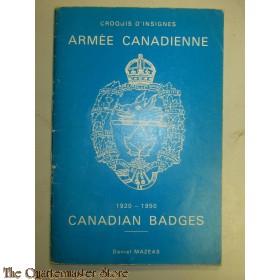 CROQUIS D'INSIGNES
ARMÉE CANADIENNE
1920 - 1950
CANADIAN BADGES
Daniel MAZEAS
The Quartermaster Store